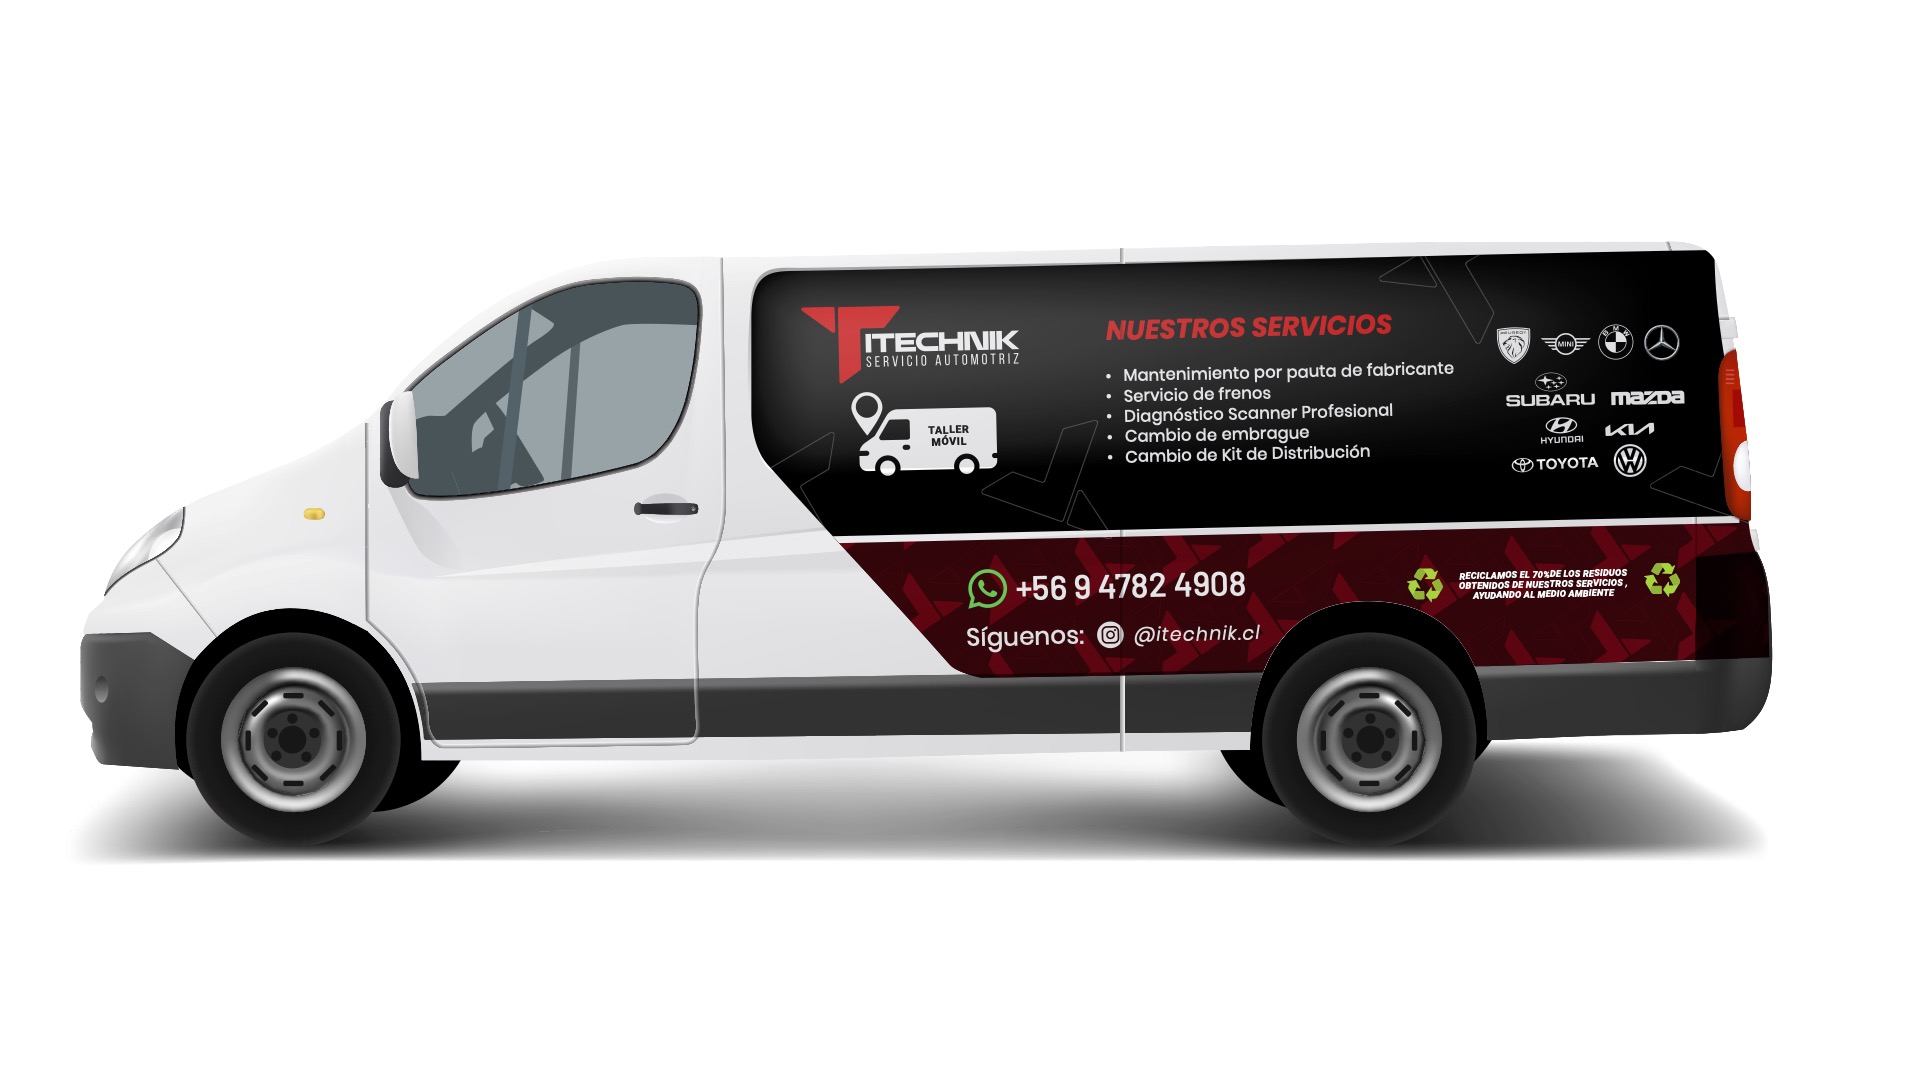 ITECHNIK
SERVICIO AUTOMOTRIZ
TALLER
MÓVIL
NUESTROS SERVICIOS
• Mantenimiento por pauta de fabricante
• Servicio de frenos
• Diagnóstico Scanner Profesional
• Cambio de embrague
• Cambio de Kit de Distribución
PEUGEOT
MINI
BMW
SUBARU
mazda
HYUNDAI
KIA
TOYOTA
+56 9 4782 4908
Síguenos: @itechnik.cl
RECICLAMOS EL 70%DE LOS RESIDUOS
OBTENIDOS DE NUESTROS SERVICIOS ,
AYUDANDO AL MEDIO AMBIENTE